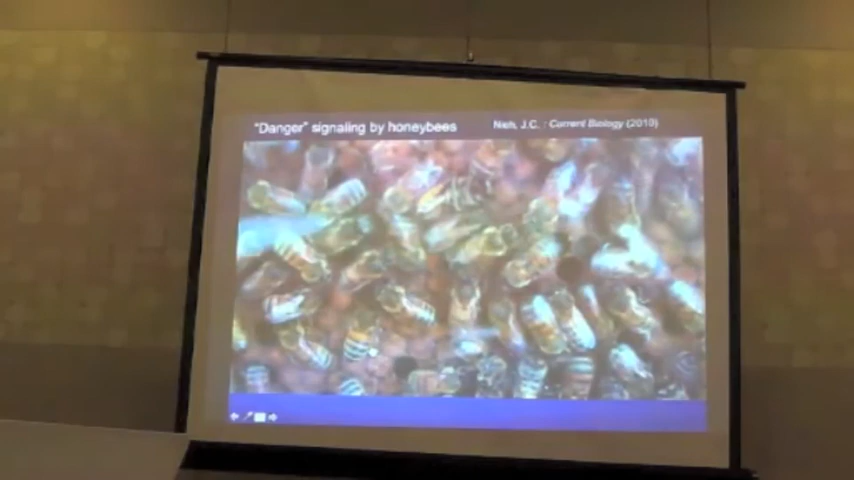 "Danger" signaling by honeybees
Nieh, J.C. : Current Biology (2010)